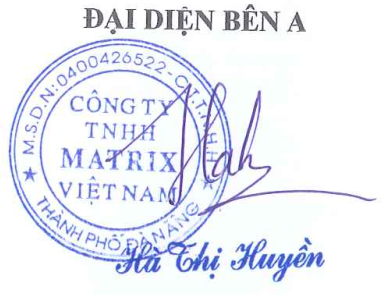 ĐẠI DIỆN BÊN A
M.S.D.N:0400426522-C.T.T.N.H.H
CÔNG TY
TNHH
MATRIX
VIỆT NAM
THÀNH PHỐ ĐÀ NẴNG
Hà Thị Huyền